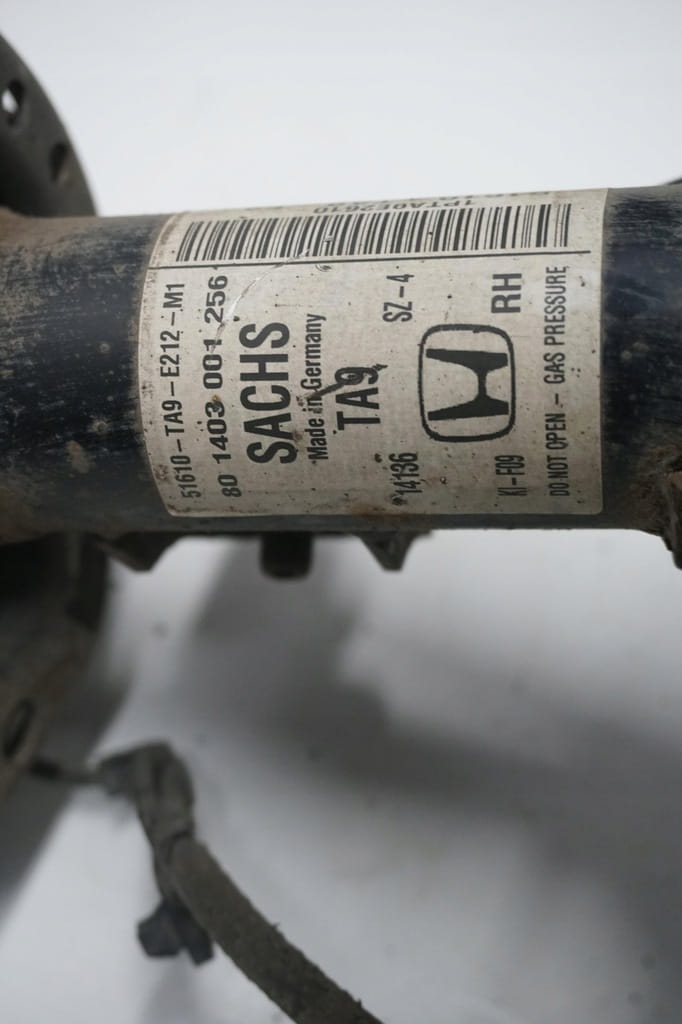 1PTA0E2610
51610-TA9-E212-M1
80 1403 001 256
SACHS
Made in Germany
TA9
SZ-4
14136
RH
KI-F09
DO NOT OPEN - GAS PRESSURE